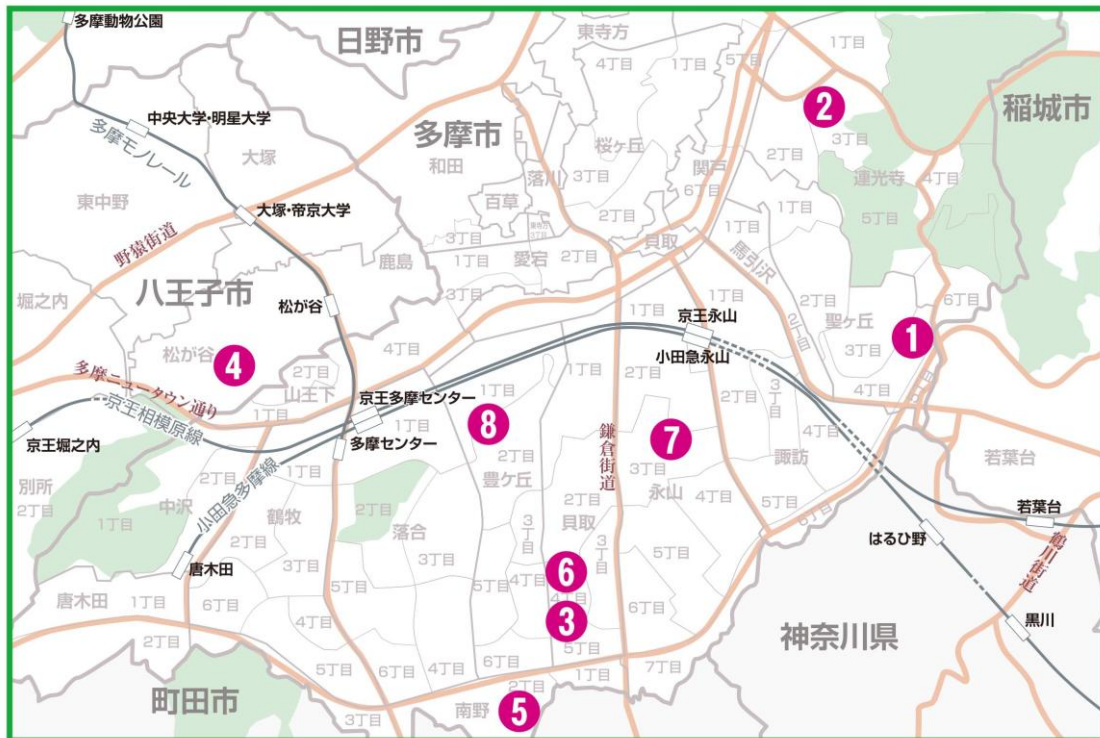 多摩動物公園
日野市
東寺方
4丁目
1丁目
5丁目
1丁目
稲城市
中央大学・明星大学
多摩モノレール
大塚
多摩市
和田
桜ヶ丘
落川
3丁目
関戸
6丁目
2
3丁目
2丁目
連光寺
4丁目
東中野
大塚・帝京大学
百草
2丁目
1丁目
1丁目
5丁目
野猿街道
鹿島
3丁目
1丁目
愛宕
2丁目
貝取
馬引沢
堀之内
八王子市
3丁目
松が谷
1丁目
1丁目
京王永山
小田急永山
2丁目
2丁目
聖ヶ丘
3丁目
1
6丁目
松が谷
4
4丁目
2丁目
山王下
1丁目
多摩ニュータウン通り
京王相模原線
京王堀之内
京王多摩センター
多摩センター
1丁目
8
2丁目
鎌倉街道
2丁目
2丁目
3丁目
1丁目
4丁目
7
諏訪
若葉台
若葉台
別所
2丁目
1丁目
中沢
2丁目
小田急多摩線
1丁目
鶴牧
2丁目
2丁目
落合
豊ヶ丘
3丁目
2丁目
貝取
3丁目
3丁目
永山
4丁目
5丁目
6丁目
はるひ野
鶴川街道
唐木田
3丁目
3丁目
5丁目
4丁目
6
4丁目
3
5丁目
6丁目
黒川
唐木田
1丁目
2丁目
6丁目
5丁目
6丁目
4丁目
6丁目
5丁目
1丁目
7丁目
神奈川県
町田市
3丁目
南野
2丁目
5